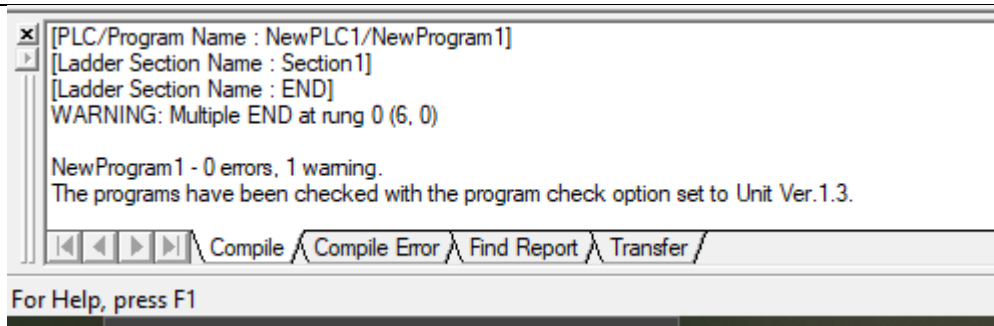 [PLC/Program Name : NewPLC1/NewProgram1]
[Ladder Section Name : Section1]
[Ladder Section Name : END]
WARNING: Multiple END at rung 0 (6, 0)
NewProgram1 - 0 errors, 1 warning.
The programs have been checked with the program check option set to Unit Ver.1.3.
Compile Compile Error Find Report Transfer
For Help, press F1